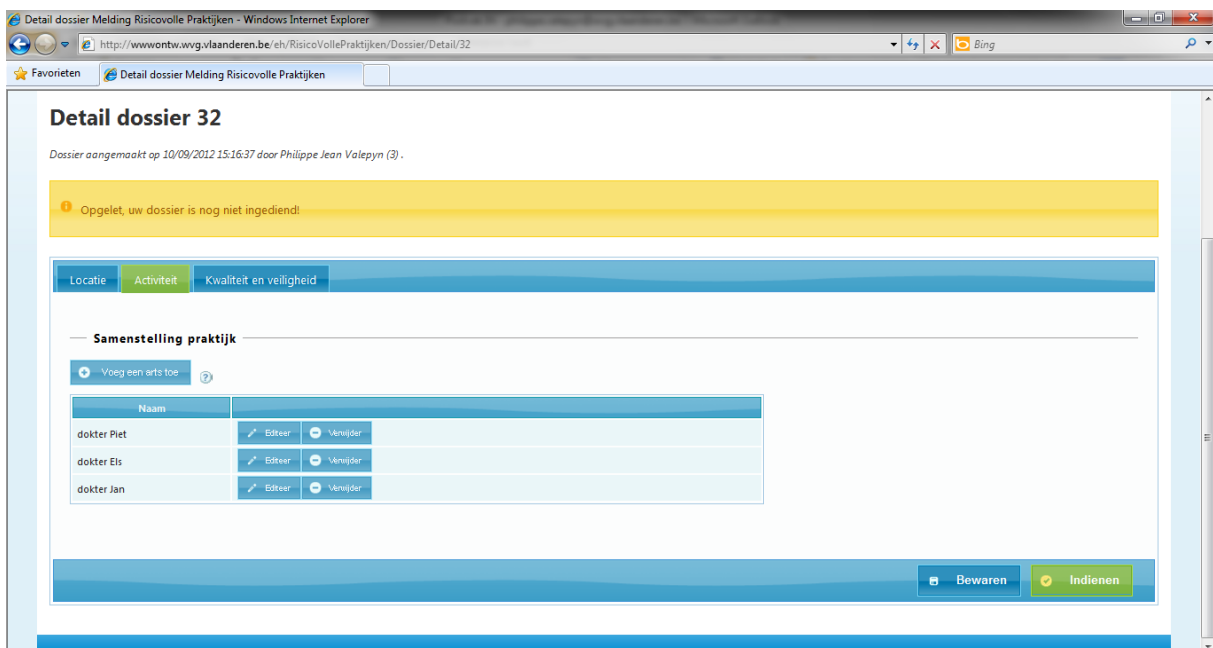 Detail dossier Melding Risicovolle Praktijken - Windows Internet Explorer
http://wwwontw.wvg.vlaanderen.be/eh/RisicoVollePraktijken/Dossier/Detail/32
Bing
Favorieten
Detail dossier Melding Risicovolle Praktijken
Detail dossier 32
Dossier aangemaakt op 10/09/2012 15:16:37 door Philippe Jean Valepyn (3) .
Opgelet, uw dossier is nog niet ingediend!
Locatie Activiteit Kwaliteit en veiligheid
Samenstelling praktijk
Voeg een arts toe
Naam
dokter Piet Editeer Verwijder
dokter Els Editeer Verwijder
dokter Jan Editeer Verwijder
Bewaren Indienen